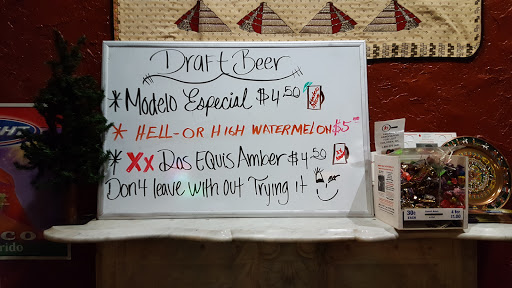 Draft Beer
* Modelo Especial $4.50
* HELL-OR HIGH WATERMELON $5.00
* XX Dos EQUIS Amber $4.50
Don't leave with out Trying it
30¢